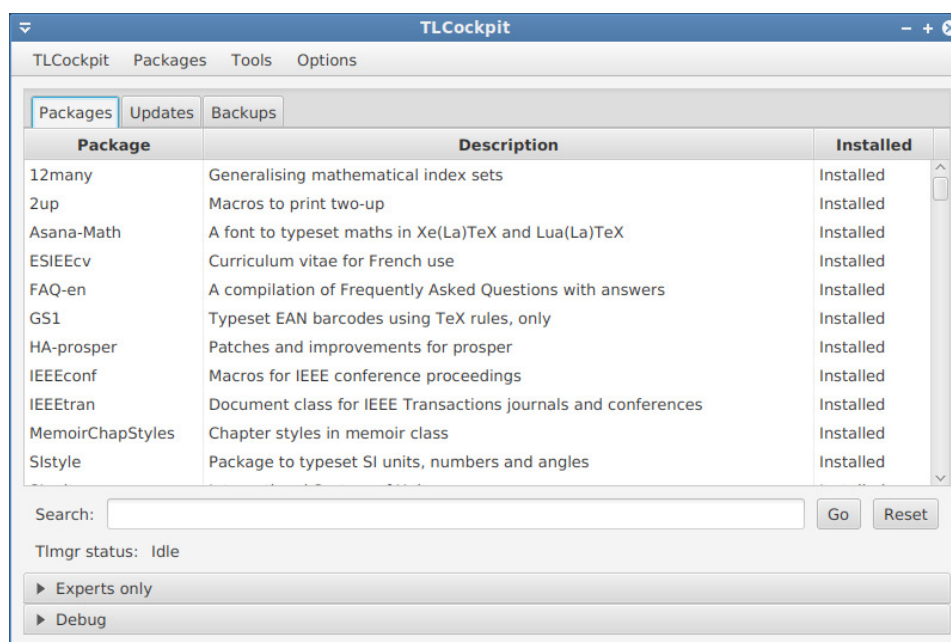 TLCockpit
TLCockpit Packages Tools Options
Packages Updates Backups
Package Description Installed
12many Generalising mathematical index sets Installed
2up Macros to print two-up Installed
Asana-Math A font to typeset maths in Xe(La)TeX and Lua(La)TeX Installed
ESIEEcv Curriculum vitae for French use Installed
FAQ-en A compilation of Frequently Asked Questions with answers Installed
GS1 Typeset EAN barcodes using TeX rules, only Installed
HA-prosper Patches and improvements for prosper Installed
IEEEconf Macros for IEEE conference proceedings Installed
IEEEtran Document class for IEEE Transactions journals and conferences Installed
MemoirChapStyles Chapter styles in memoir class Installed
SIstyle Package to typeset SI units, numbers and angles Installed
Search: Go Reset
Tlmgr status: Idle
Experts only
Debug